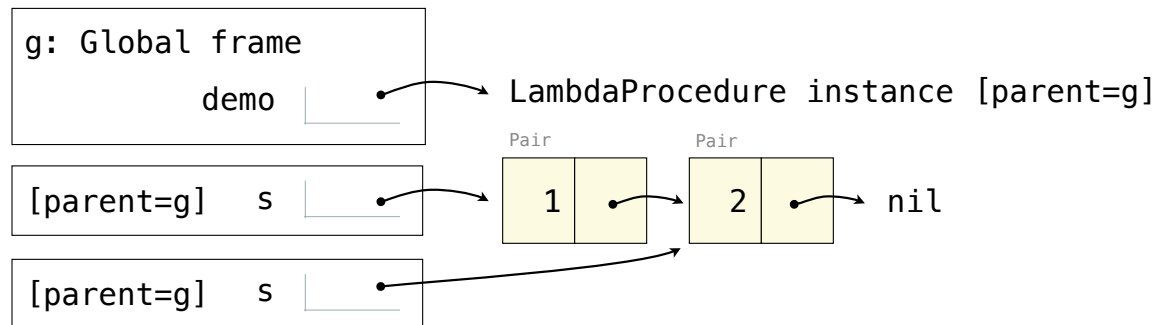 g: Global frame
demo
LambdaProcedure instance [parent=g]
Pair
Pair
[parent=g] s
1
2
nil
[parent=g] s